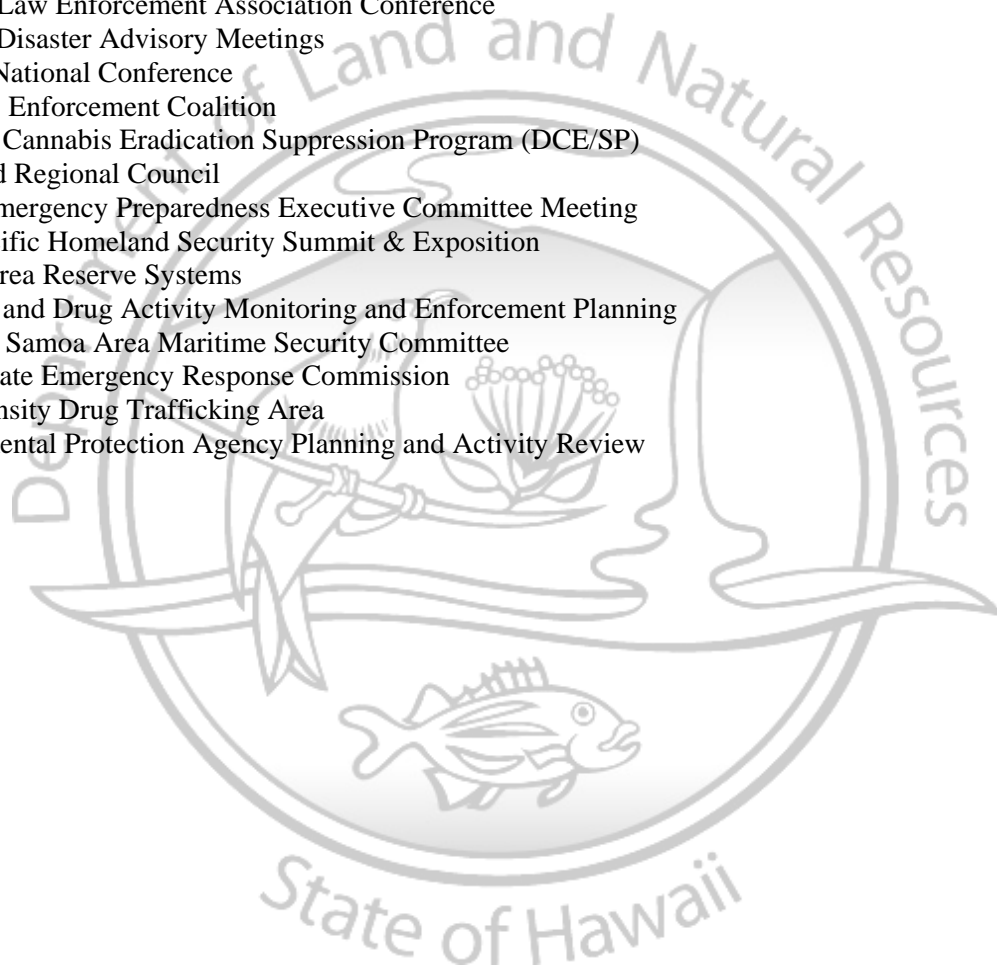 Law Enforcement Association Conference
Disaster Advisory Meetings
National Conference
Enforcement Coalition
Cannabis Eradication Suppression Program (DCE/SP)
d Regional Council
mergency Preparedness Executive Committee Meeting
ific Homeland Security Summit & Exposition
rea Reserve Systems
and Drug Activity Monitoring and Enforcement Planning
Samoa Area Maritime Security Committee
ate Emergency Response Commission
nsity Drug Trafficking Area
ental Protection Agency Planning and Activity Review
Department of Land and Natural Resources
State of Hawaii